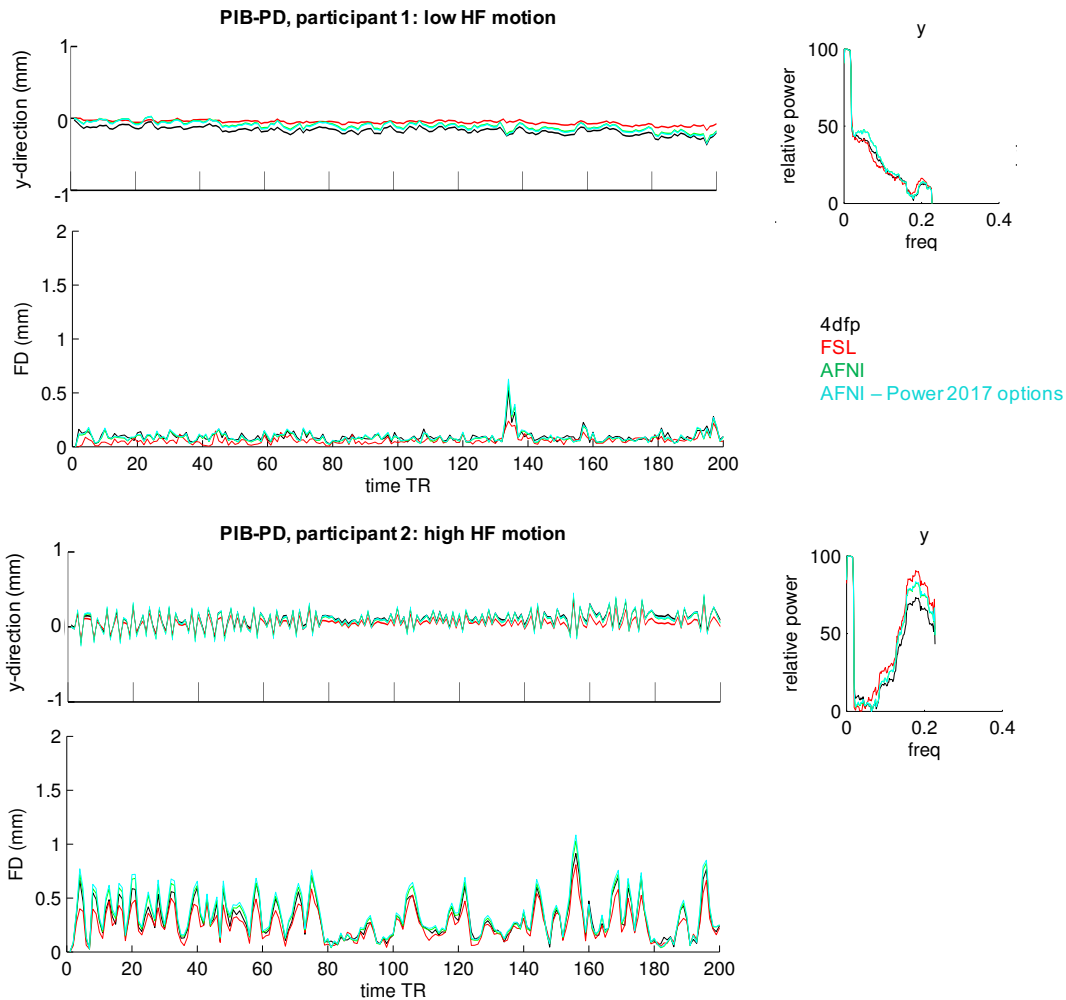 PIB-PD, participant 1: low HF motion
y-direction (mm)
1
0
-1
y
relative power
100
50
0
0 0.2 0.4
freq
FD (mm)
2
1.5
1
0.5
0
0 20 40 60 80 100 120 140 160 180 200
time TR
4dfp
FSL
AFNI
AFNI – Power 2017 options
PIB-PD, participant 2: high HF motion
y-direction (mm)
1
0
-1
y
relative power
100
50
0
0 0.2 0.4
freq
FD (mm)
2
1.5
1
0.5
0
0 20 40 60 80 100 120 140 160 180 200
time TR